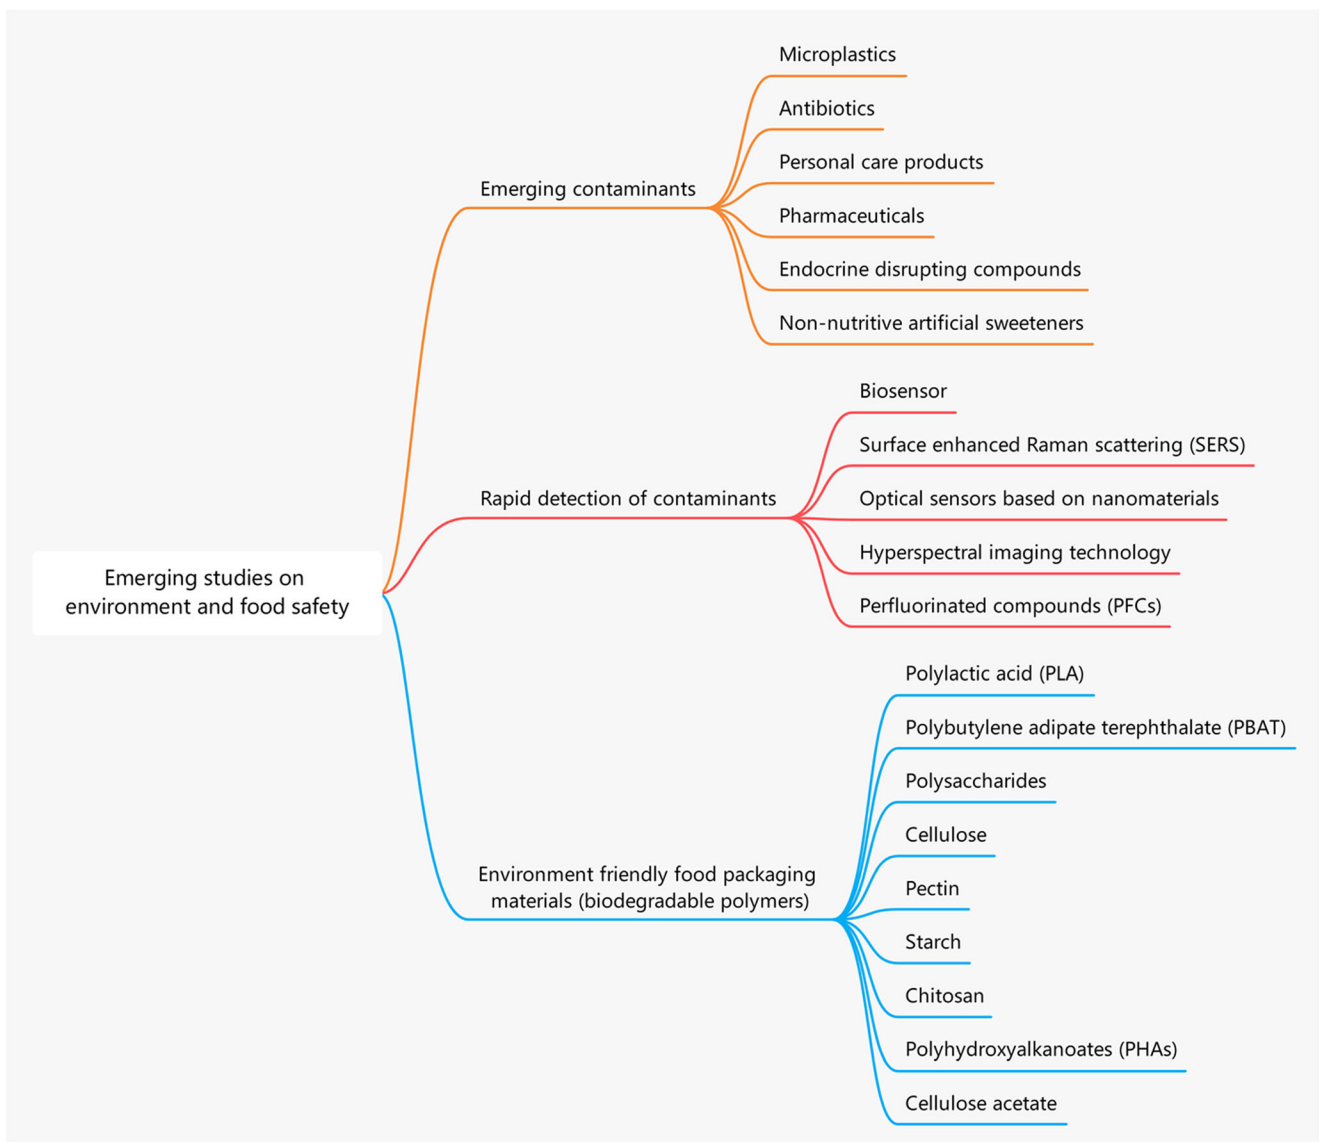 Emerging studies on
environment and food safety
Emerging contaminants
Microplastics
Antibiotics
Personal care products
Pharmaceuticals
Endocrine disrupting compounds
Non-nutritive artificial sweeteners
Rapid detection of contaminants
Biosensor
Surface enhanced Raman scattering (SERS)
Optical sensors based on nanomaterials
Hyperspectral imaging technology
Perfluorinated compounds (PFCs)
Environment friendly food packaging
materials (biodegradable polymers)
Polylactic acid (PLA)
Polybutylene adipate terephthalate (PBAT)
Polysaccharides
Cellulose
Pectin
Starch
Chitosan
Polyhydroxyalkanoates (PHAs)
Cellulose acetate